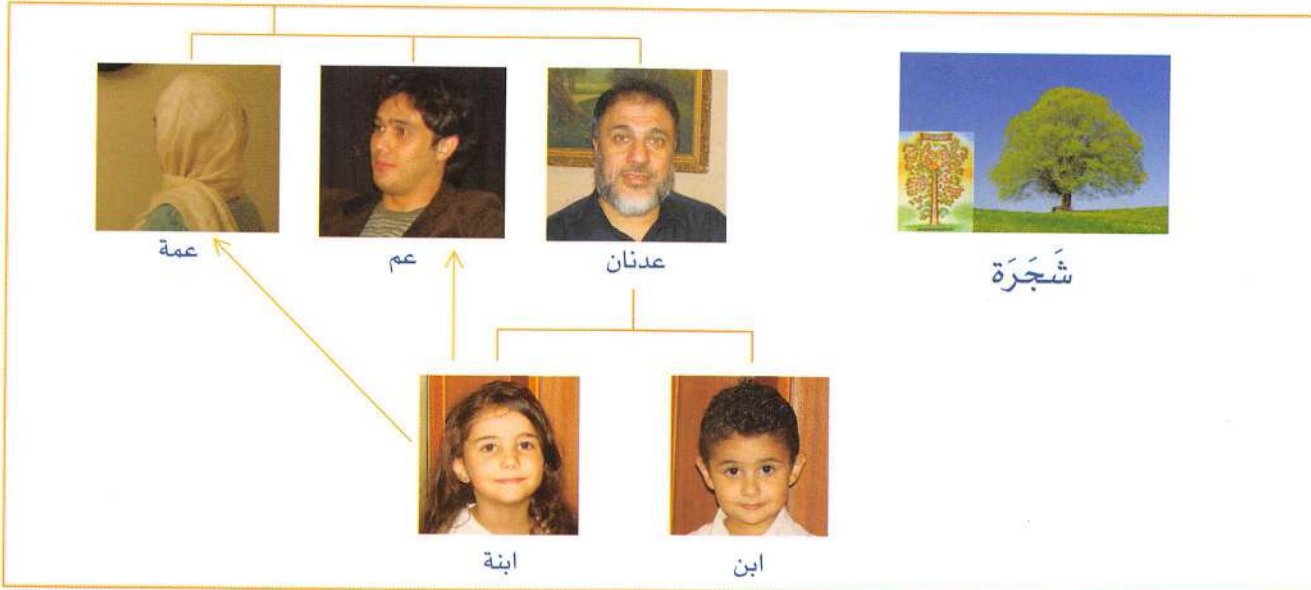 شَجَرَة
عدنان
عم
عمة
ابن
ابنة